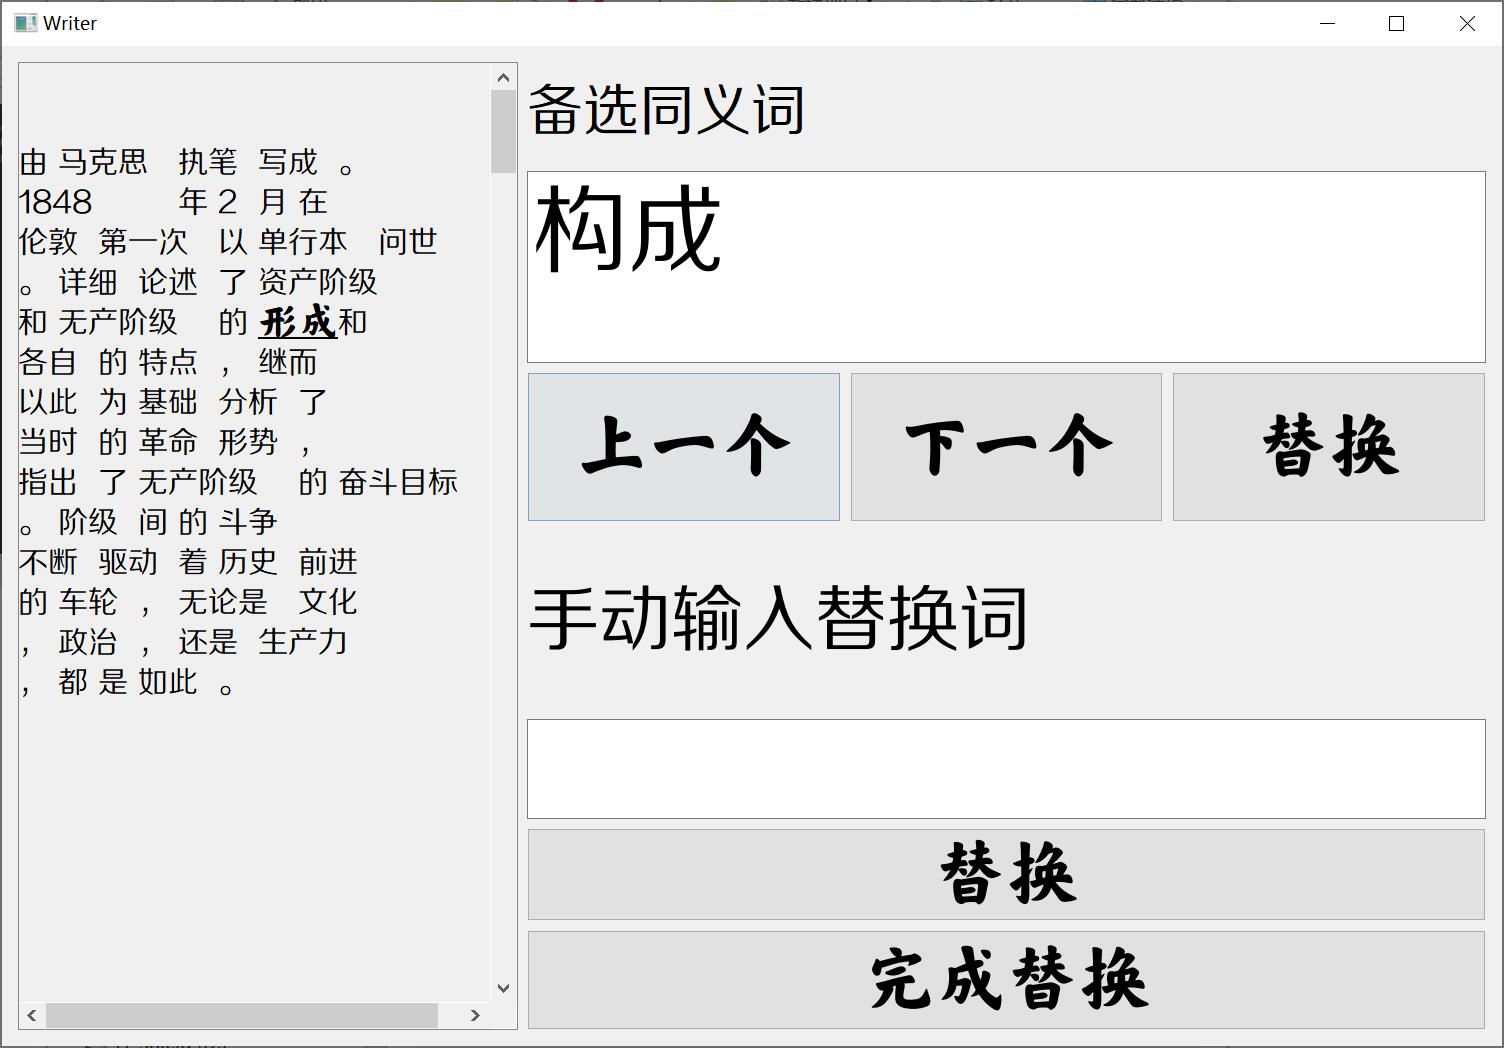 Writer
由 马克思 执笔 写成 。
1848 年 2 月 在
伦敦 第一次 以 单行本 问世
。 详细 论述 了 资产阶级
和 无产阶级 的 形成 和
各自 的 特点 ， 继而
以此 为 基础 分析 了
当时 的 革命 形势 ，
指出 了 无产阶级 的 奋斗目标
。 阶级 间 的 斗争
不断 驱动 着 历史 前进
的 车轮 ， 无论是 文化
， 政治 ， 还是 生产力
， 都 是 如此 。
备选同义词
构成
上一个 下一个 替换
手动输入替换词
替换
完成替换